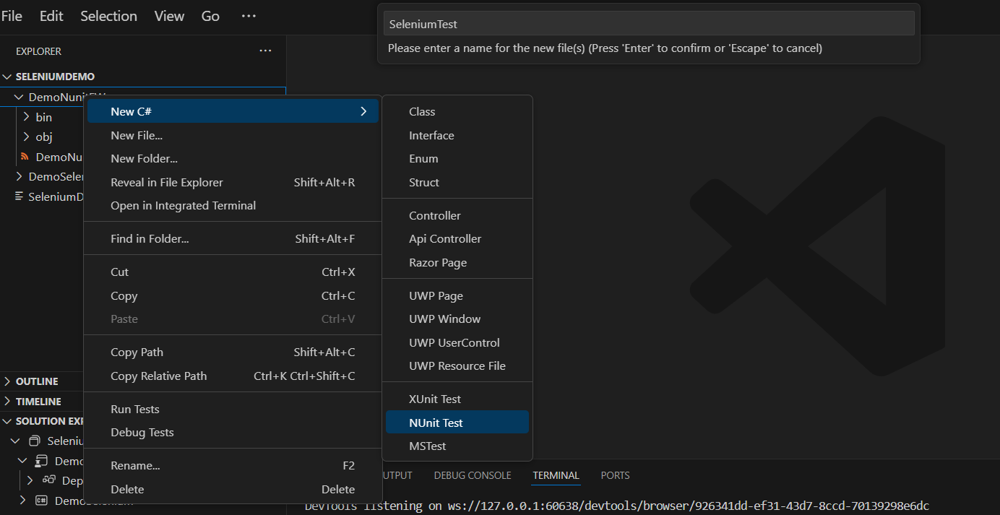 File Edit Selection View Go ···
SeleniumTest
Please enter a name for the new file(s) (Press 'Enter' to confirm or 'Escape' to cancel)
EXPLORER
SELENIUMDEMO
DemoNunitFW
bin
obj
DemoNu
DemoSeler
SeleniumD
OUTLINE
TIMELINE
SOLUTION EXP
Seleniu
Demo
Dep
DemoSelenium
New C#
New File...
New Folder...
Reveal in File Explorer Shift+Alt+R
Open in Integrated Terminal
Find in Folder... Shift+Alt+F
Cut Ctrl+X
Copy Ctrl+C
Paste Ctrl+V
Copy Path Shift+Alt+C
Copy Relative Path Ctrl+K Ctrl+Shift+C
Run Tests
Debug Tests
Rename... F2
Delete Delete
Class
Interface
Enum
Struct
Controller
Api Controller
Razor Page
UWP Page
UWP Window
UWP UserControl
UWP Resource File
XUnit Test
NUnit Test
MSTest
UTPUT DEBUG CONSOLE TERMINAL PORTS
DevTools listening on ws://127.0.0.1:60638/devtools/browser/926341dd-ef31-43d7-8ccd-70139298e6dc